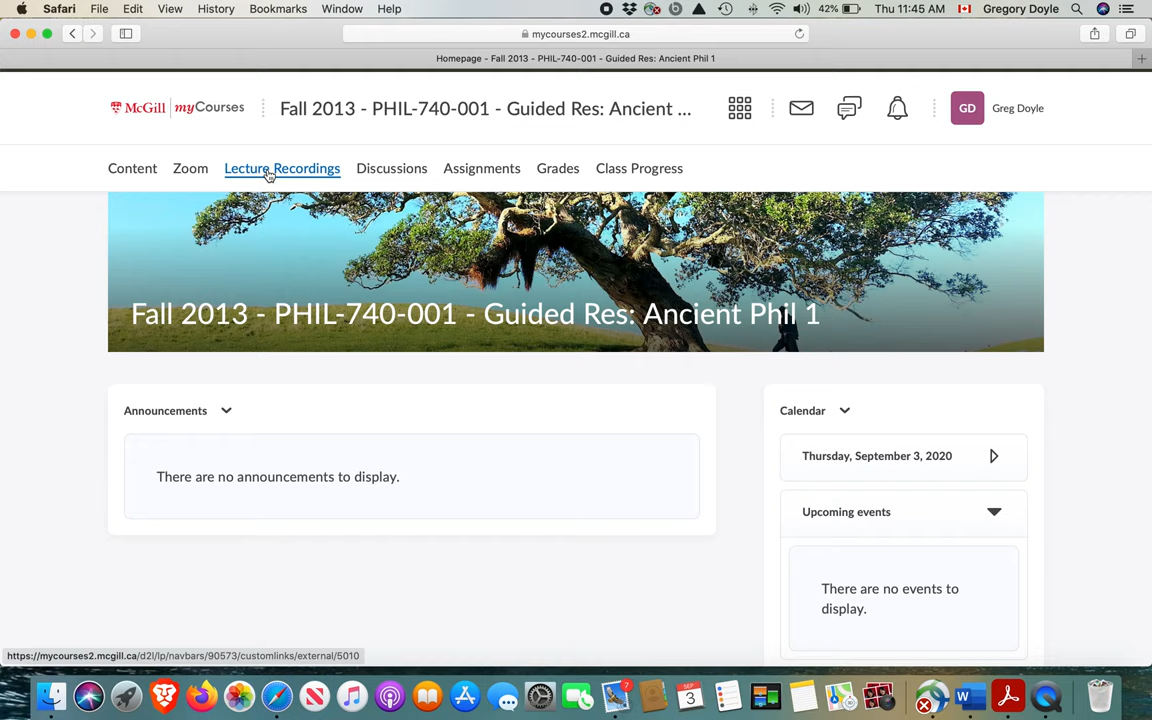 Safari File Edit View History Bookmarks Window Help 42% Thu 11:45 AM Gregory Doyle
mycourses2.mcgill.ca
Homepage - Fall 2013 - PHIL-740-001 - Guided Res: Ancient Phil 1
McGill myCourses Fall 2013 - PHIL-740-001 - Guided Res: Ancient ... GD Greg Doyle
Content Zoom Lecture Recordings Discussions Assignments Grades Class Progress
Fall 2013 - PHIL-740-001 - Guided Res: Ancient Phil 1
Announcements
There are no announcements to display.
Calendar
Thursday, September 3, 2020
Upcoming events
There are no events to
display.
https://mycourses2.mcgill.ca/d2l/lp/navbars/90573/customlinks/external/5010
7
SEP
3
W